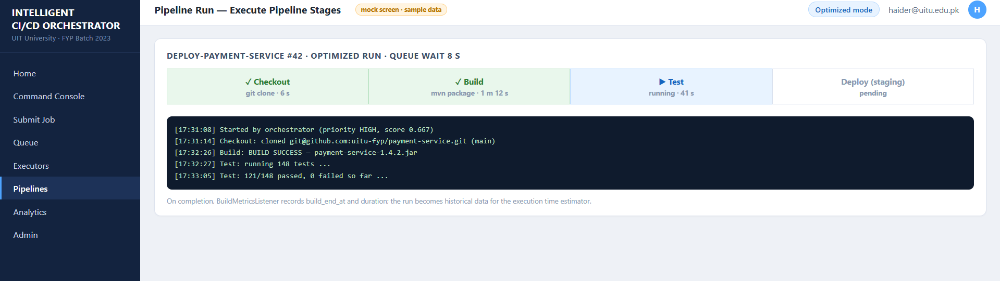 INTELLIGENT
CI/CD ORCHESTRATOR
UIT University · FYP Batch 2023
Home
Command Console
Submit Job
Queue
Executors
Pipelines
Analytics
Admin
Pipeline Run — Execute Pipeline Stages
mock screen · sample data
Optimized mode
haider@uitu.edu.pk
H
DEPLOY-PAYMENT-SERVICE #42 · OPTIMIZED RUN · QUEUE WAIT 8 S
✓ Checkout
git clone · 6 s
✓ Build
mvn package · 1 m 12 s
▶ Test
running · 41 s
Deploy (staging)
pending
[17:31:08] Started by orchestrator (priority HIGH, score 0.667)
[17:31:14] Checkout: cloned git@github.com:uitu-fyp/payment-service.git (main)
[17:32:26] Build: BUILD SUCCESS — payment-service-1.4.2.jar
[17:32:27] Test: running 148 tests ...
[17:33:05] Test: 121/148 passed, 0 failed so far ...
On completion, BuildMetricsListener records build_end_at and duration; the run becomes historical data for the execution time estimator.